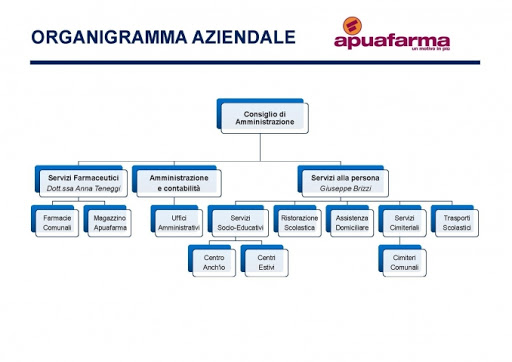 ORGANIGRAMMA AZIENDALE
apuafarma
un motivo in più
Consiglio di
Amministrazione
Servizi Farmaceutici
Dott.ssa Anna Teneggi
Amministrazione
e contabilità
Servizi alla persona
Giuseppe Brizzi
Farmacie
Comunali
Magazzino
Apuafarma
Uffici
Amministrativi
Servizi
Socio-Educativi
Ristorazione
Scolastica
Assistenza
Domiciliare
Servizi
Cimiteriali
Trasporti
Scolastici
Centro
Anch'io
Centri
Estivi
Cimiteri
Comunali